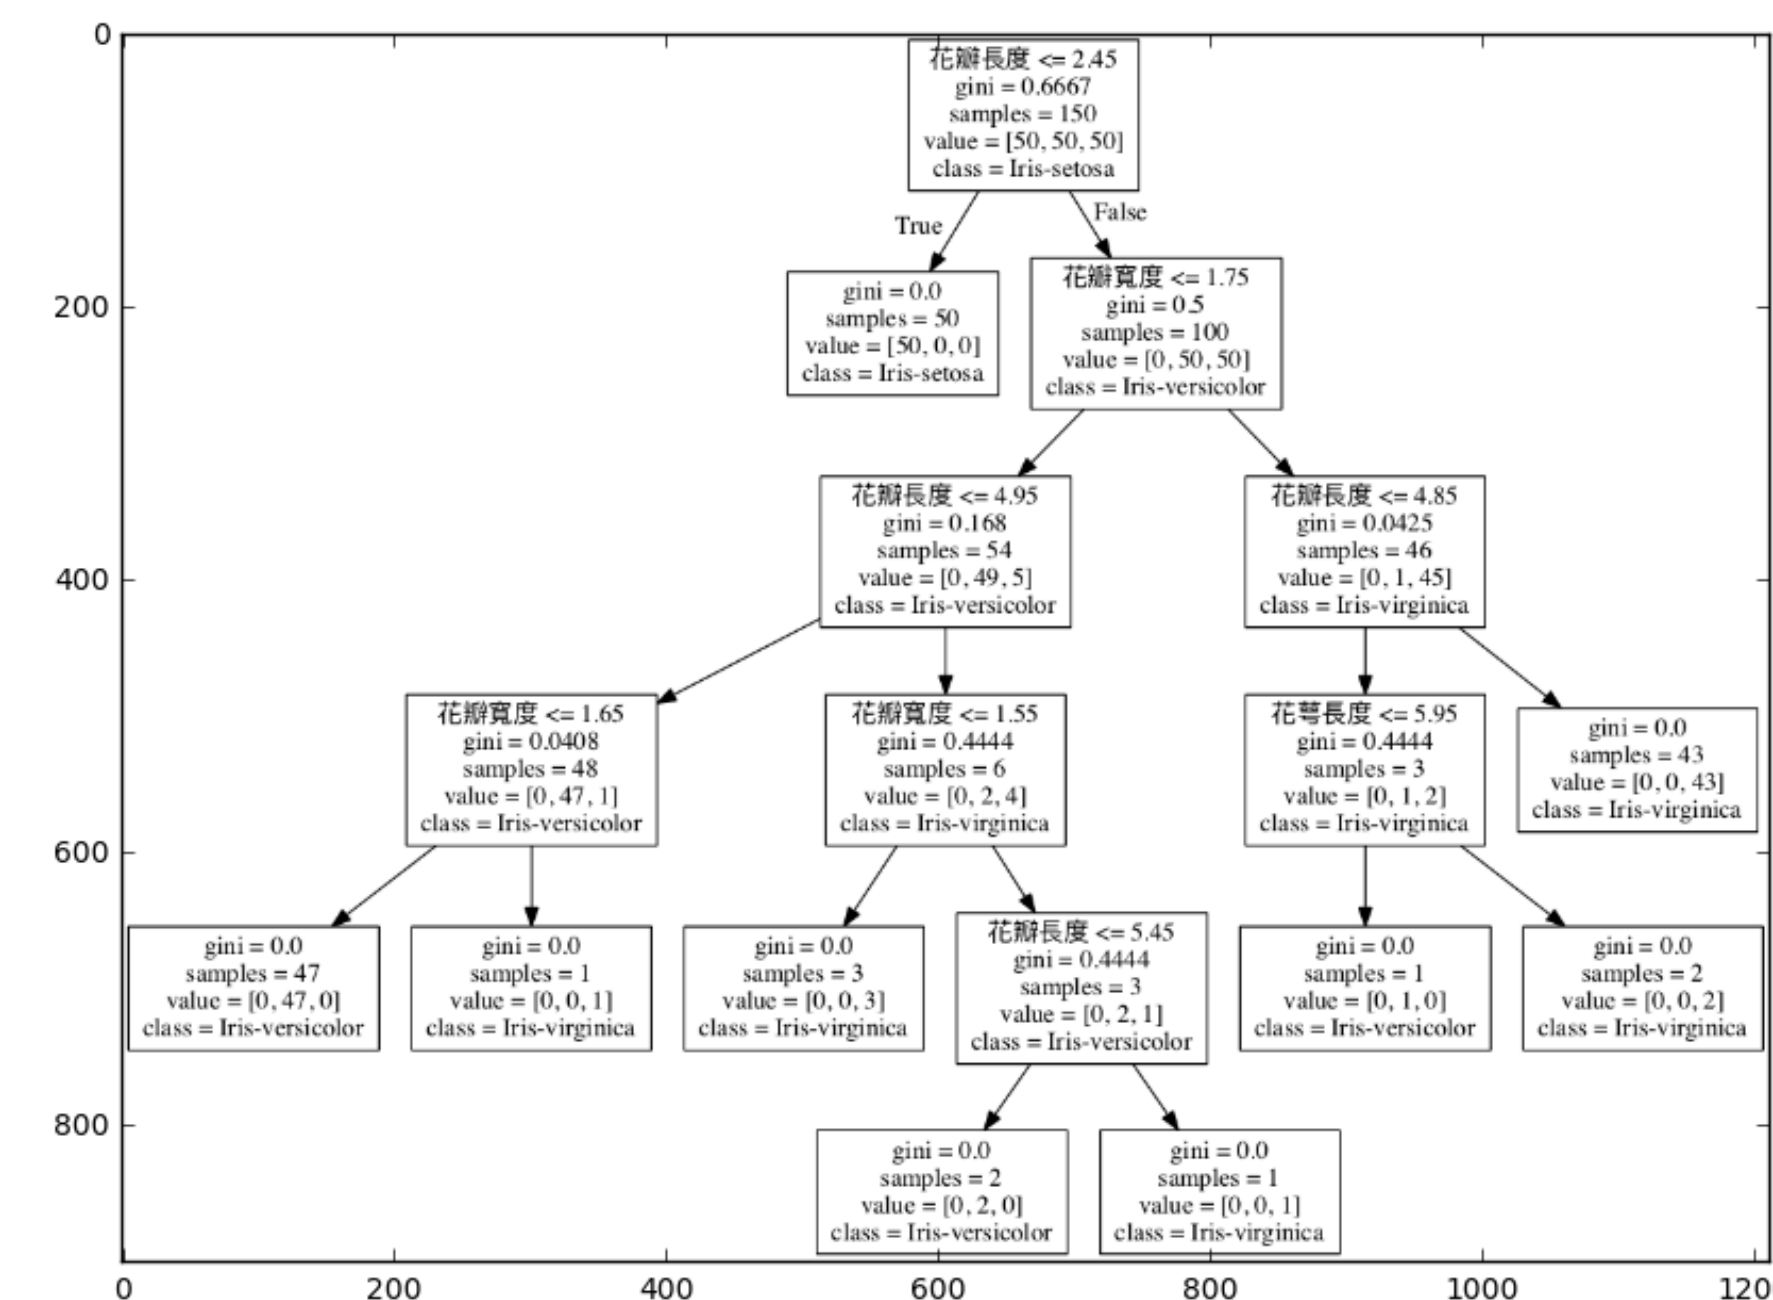 0
花瓣長度 <= 2.45
gini = 0.6667
samples = 150
value = [50, 50, 50]
class = Iris-setosa
True
False
200
gini = 0.0
samples = 50
value = [50, 0, 0]
class = Iris-setosa
花瓣寬度 <= 1.75
gini = 0.5
samples = 100
value = [0, 50, 50]
class = Iris-versicolor
400
花瓣長度 <= 4.95
gini = 0.168
samples = 54
value = [0, 49, 5]
class = Iris-versicolor
花瓣長度 <= 4.85
gini = 0.0425
samples = 46
value = [0, 1, 45]
class = Iris-virginica
花瓣寬度 <= 1.65
gini = 0.0408
samples = 48
value = [0, 47, 1]
class = Iris-versicolor
花瓣寬度 <= 1.55
gini = 0.4444
samples = 6
value = [0, 2, 4]
class = Iris-virginica
花萼長度 <= 5.95
gini = 0.4444
samples = 3
value = [0, 1, 2]
class = Iris-virginica
gini = 0.0
samples = 43
value = [0, 0, 43]
class = Iris-virginica
600
gini = 0.0
samples = 47
value = [0, 47, 0]
class = Iris-versicolor
gini = 0.0
samples = 1
value = [0, 0, 1]
class = Iris-virginica
gini = 0.0
samples = 3
value = [0, 0, 3]
class = Iris-virginica
花瓣長度 <= 5.45
gini = 0.4444
samples = 3
value = [0, 2, 1]
class = Iris-versicolor
gini = 0.0
samples = 1
value = [0, 1, 0]
class = Iris-versicolor
gini = 0.0
samples = 2
value = [0, 0, 2]
class = Iris-virginica
800
gini = 0.0
samples = 2
value = [0, 2, 0]
class = Iris-versicolor
gini = 0.0
samples = 1
value = [0, 0, 1]
class = Iris-virginica
0 200 400 600 800 1000 120